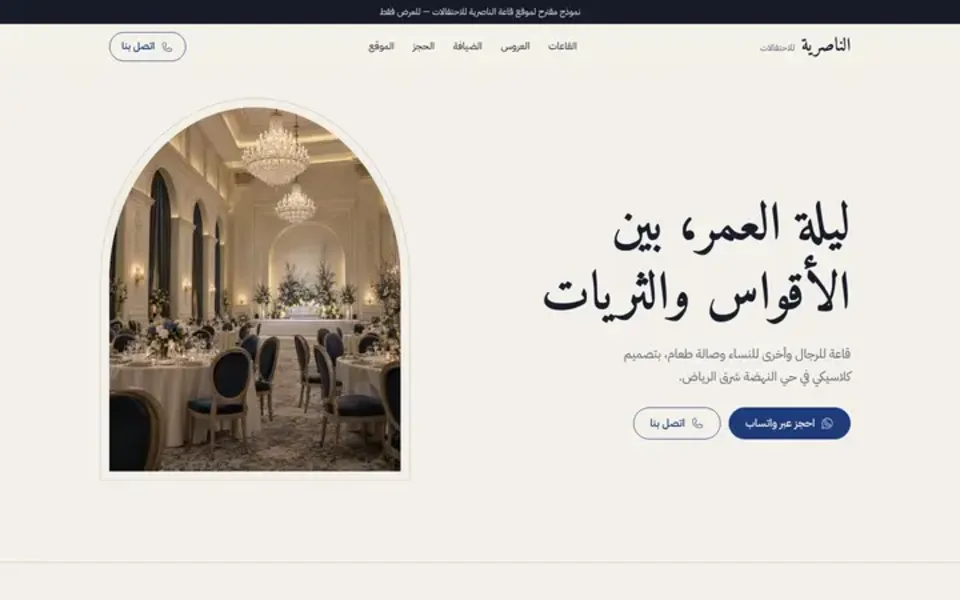 نموذج مقترح لموقع قاعة الناصرية للاحتفالات — للعرض فقط
الناصرية للاحتفالات
القاعات العروس الضيافة الحجز الموقع
اتصل بنا
ليلة العمر، بين
الأقواس والثريات
قاعة للرجال وأخرى للنساء وصالة طعام، بتصميم
كلاسيكي في حي النهضة شرق الرياض.
احجز عبر واتساب
اتصل بنا